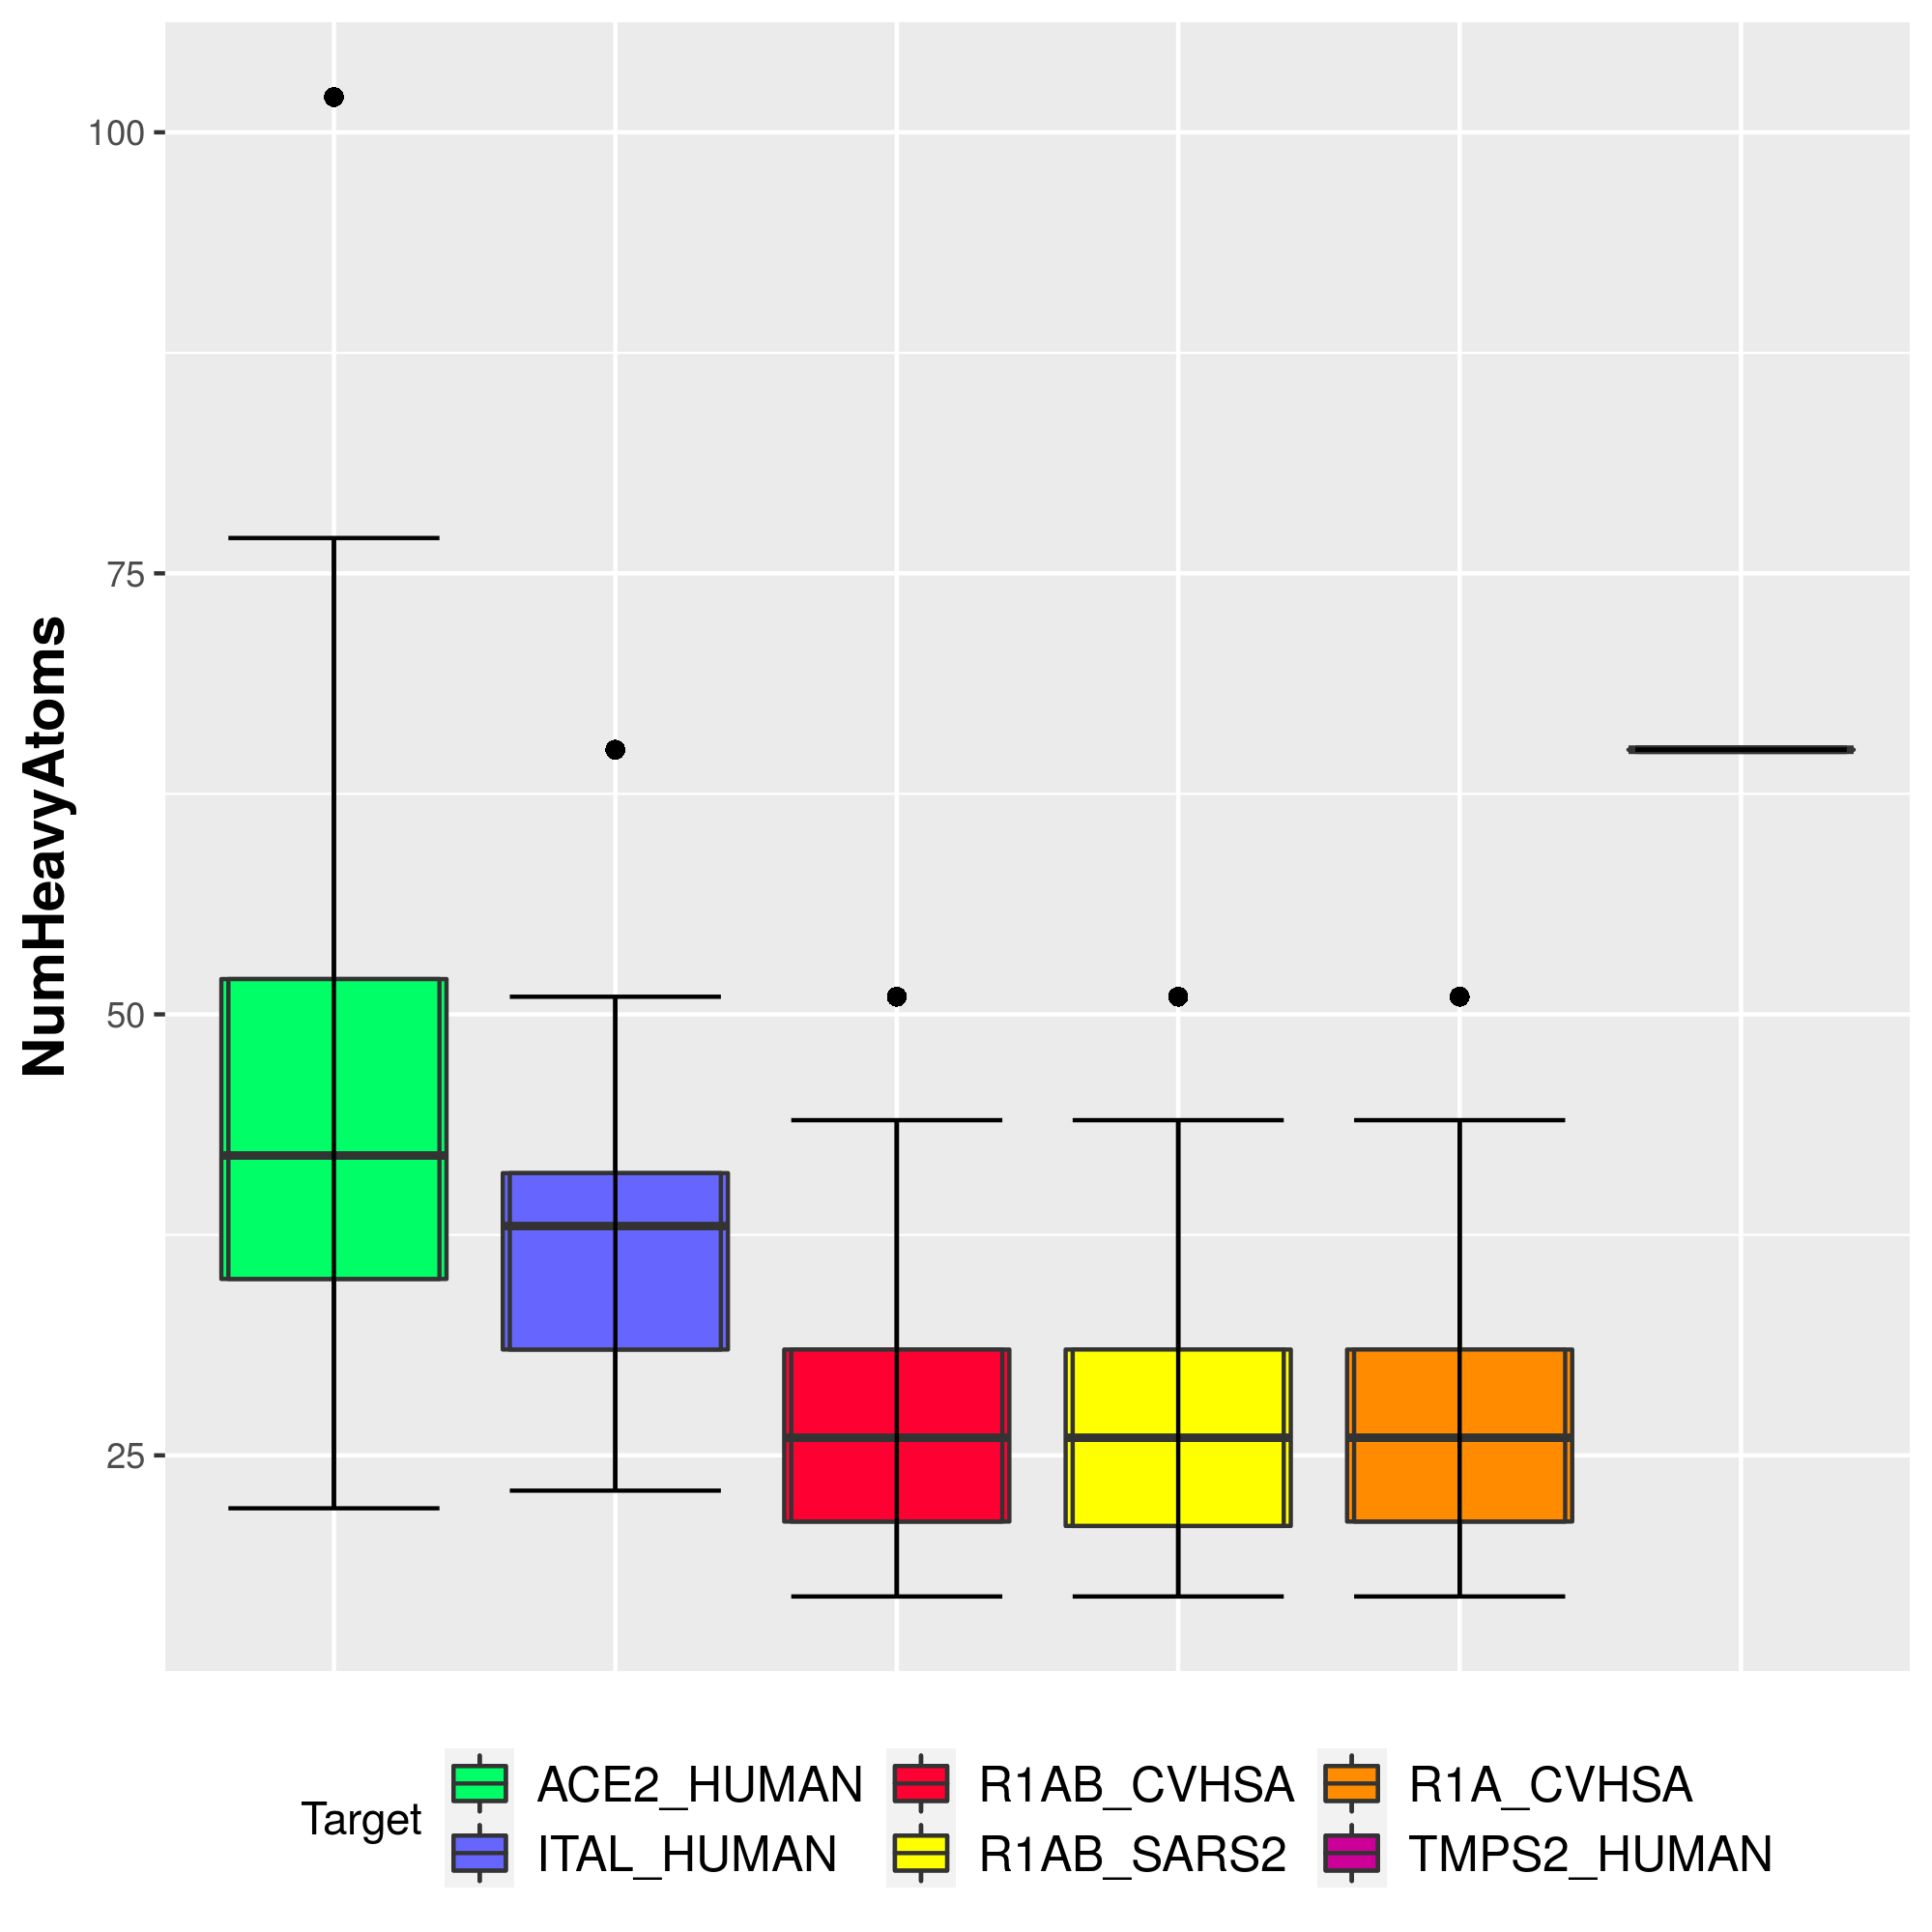 NumHeavyAtoms
100
75
50
25
Target
ACE2_HUMAN
ITAL_HUMAN
R1AB_CVHSA
R1AB_SARS2
R1A_CVHSA
TMPS2_HUMAN